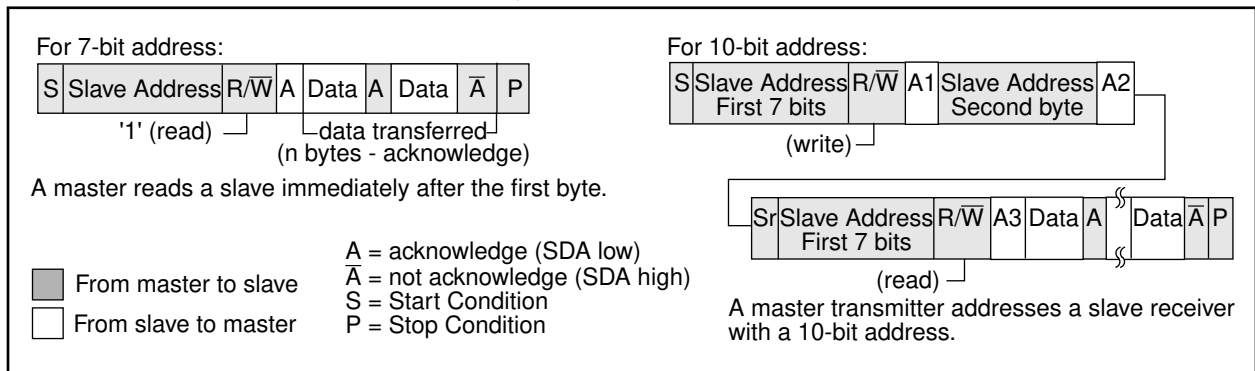 For 7-bit address:
S Slave Address R/W̅ A Data A Data A̅ P
'1' (read)
data transferred
(n bytes - acknowledge)
A master reads a slave immediately after the first byte.
From master to slave
From slave to master
A = acknowledge (SDA low)
A̅ = not acknowledge (SDA high)
S = Start Condition
P = Stop Condition
For 10-bit address:
S Slave Address First 7 bits R/W̅ A1 Slave Address Second byte A2
(write)
Sr Slave Address First 7 bits R/W̅ A3 Data A Data A̅ P
(read)
A master transmitter addresses a slave receiver
with a 10-bit address.